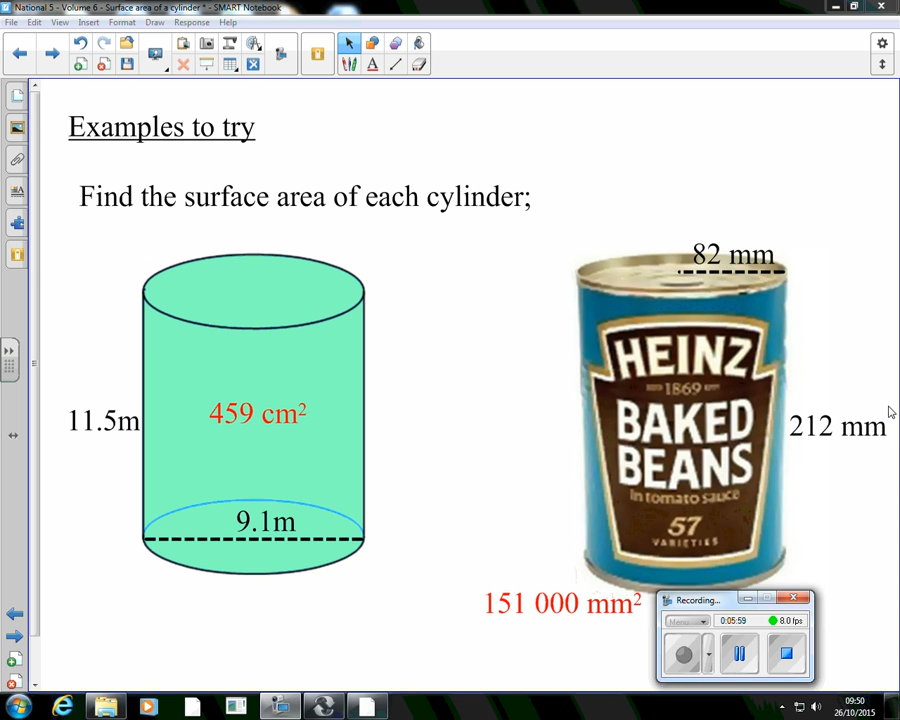 National 5 - Volume 6 - Surface area of a cylinder * - SMART Notebook
File Edit View Insert Format Draw Response Help
Examples to try
Find the surface area of each cylinder;
82 mm
HEINZ
1869
11.5m
459 cm²
BAKED
BEANS
212 mm
in tomato sauce
9.1m
57
VARIETIES
151 000 mm²
Recording...
Menu
0:05:59
8.0 fps
09:50
26/10/2015